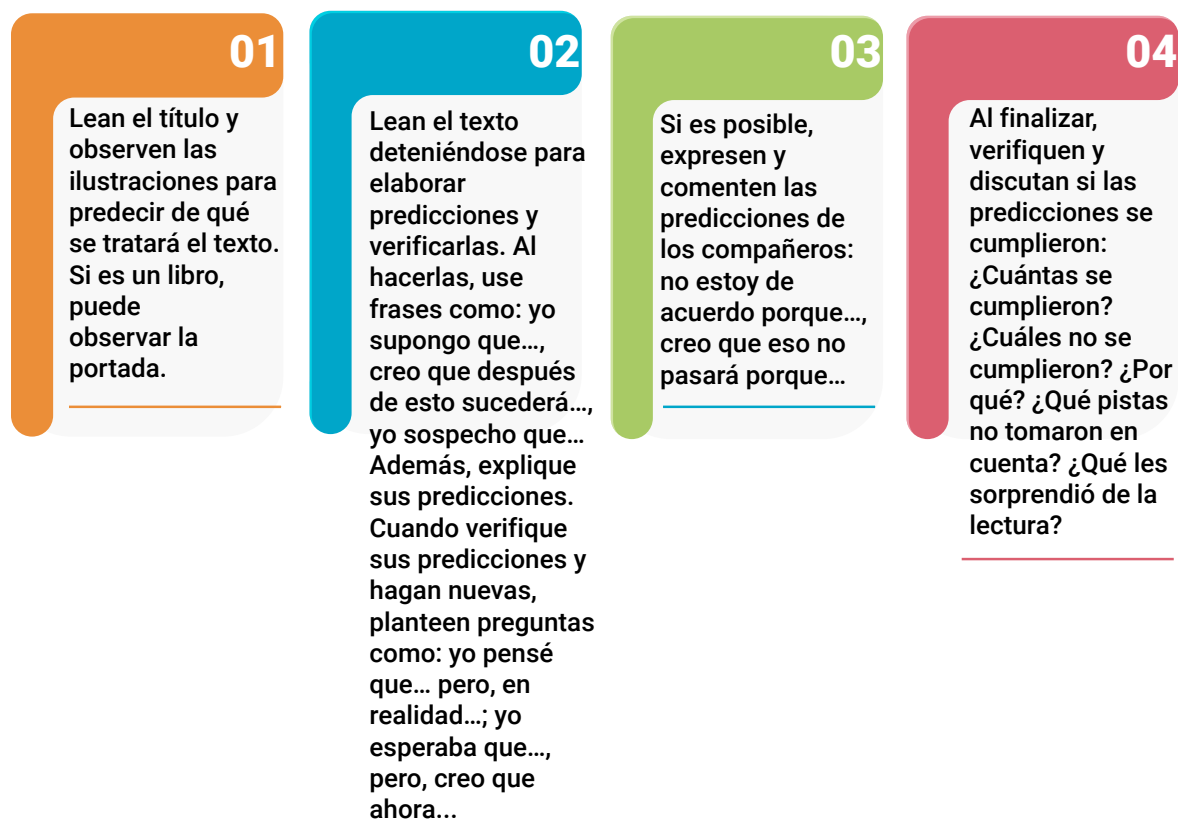 01
Lean el título y
observen las
ilustraciones para
predecir de qué
se tratará el texto.
Si es un libro,
puede
observar la
portada.
02
Lean el texto
deteniéndose para
elaborar
predicciones y
verificarlas. Al
hacerlas, use
frases como: yo
supongo que…,
creo que después
de esto sucederá…,
yo sospecho que…
Además, explique
sus predicciones.
Cuando verifique
sus predicciones y
hagan nuevas,
planteen preguntas
como: yo pensé
que… pero, en
realidad…; yo
esperaba que…,
pero, creo que
ahora...
03
Si es posible,
expresen y
comenten las
predicciones de
los compañeros:
no estoy de
acuerdo porque…,
creo que eso no
pasará porque…
04
Al finalizar,
verifiquen y
discutan si las
predicciones se
cumplieron:
¿Cuántas se
cumplieron?
¿Cuáles no se
cumplieron? ¿Por
qué? ¿Qué pistas
no tomaron en
cuenta? ¿Qué les
sorprendió de la
lectura?